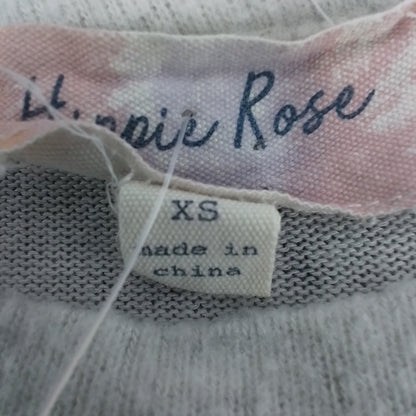 Hippie Rose
XS
made in
china